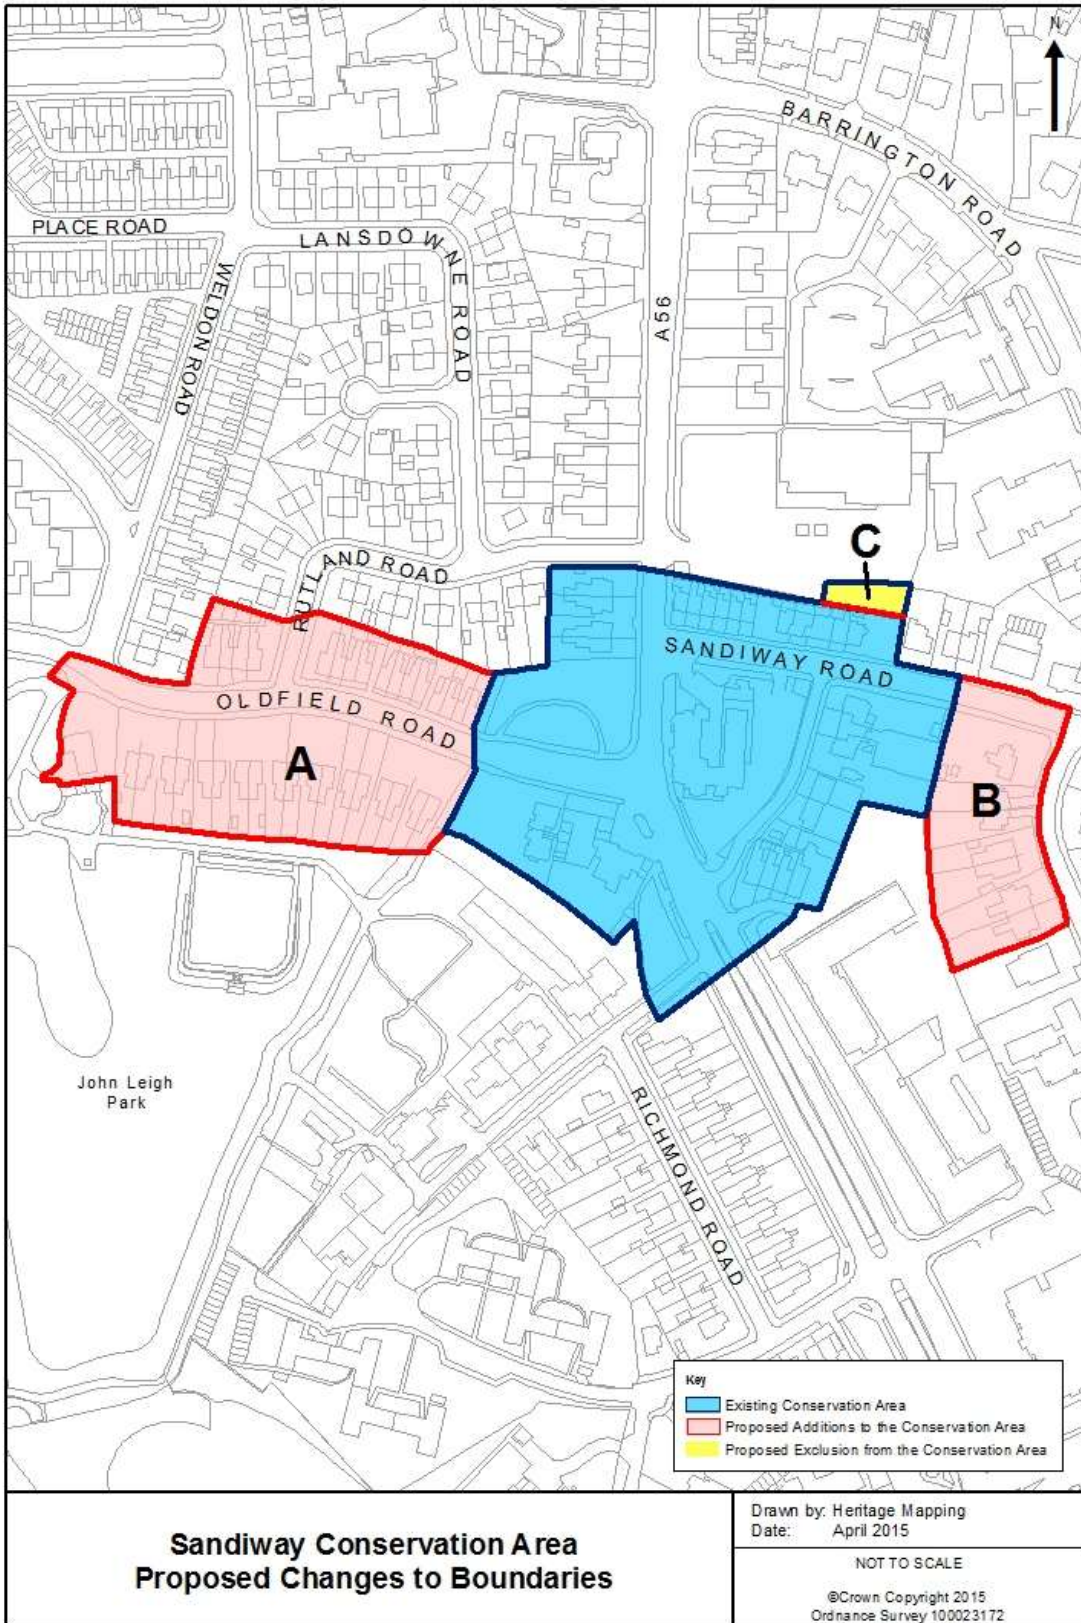 N
BARRINGTON ROAD
PLACE ROAD
LANSDOWNE ROAD
WELDON ROAD
A56
C
RUTLAND ROAD
SANDIWAY ROAD
OLDFIELD ROAD
A
B
John Leigh
Park
RICHMOND ROAD
Key
Existing Conservation Area
Proposed Additions to the Conservation Area
Proposed Exclusion from the Conservation Area
Sandiway Conservation Area
Proposed Changes to Boundaries
Drawn by: Heritage Mapping
Date: April 2015
NOT TO SCALE
©Crown Copyright 2015
Ordnance Survey 100023172